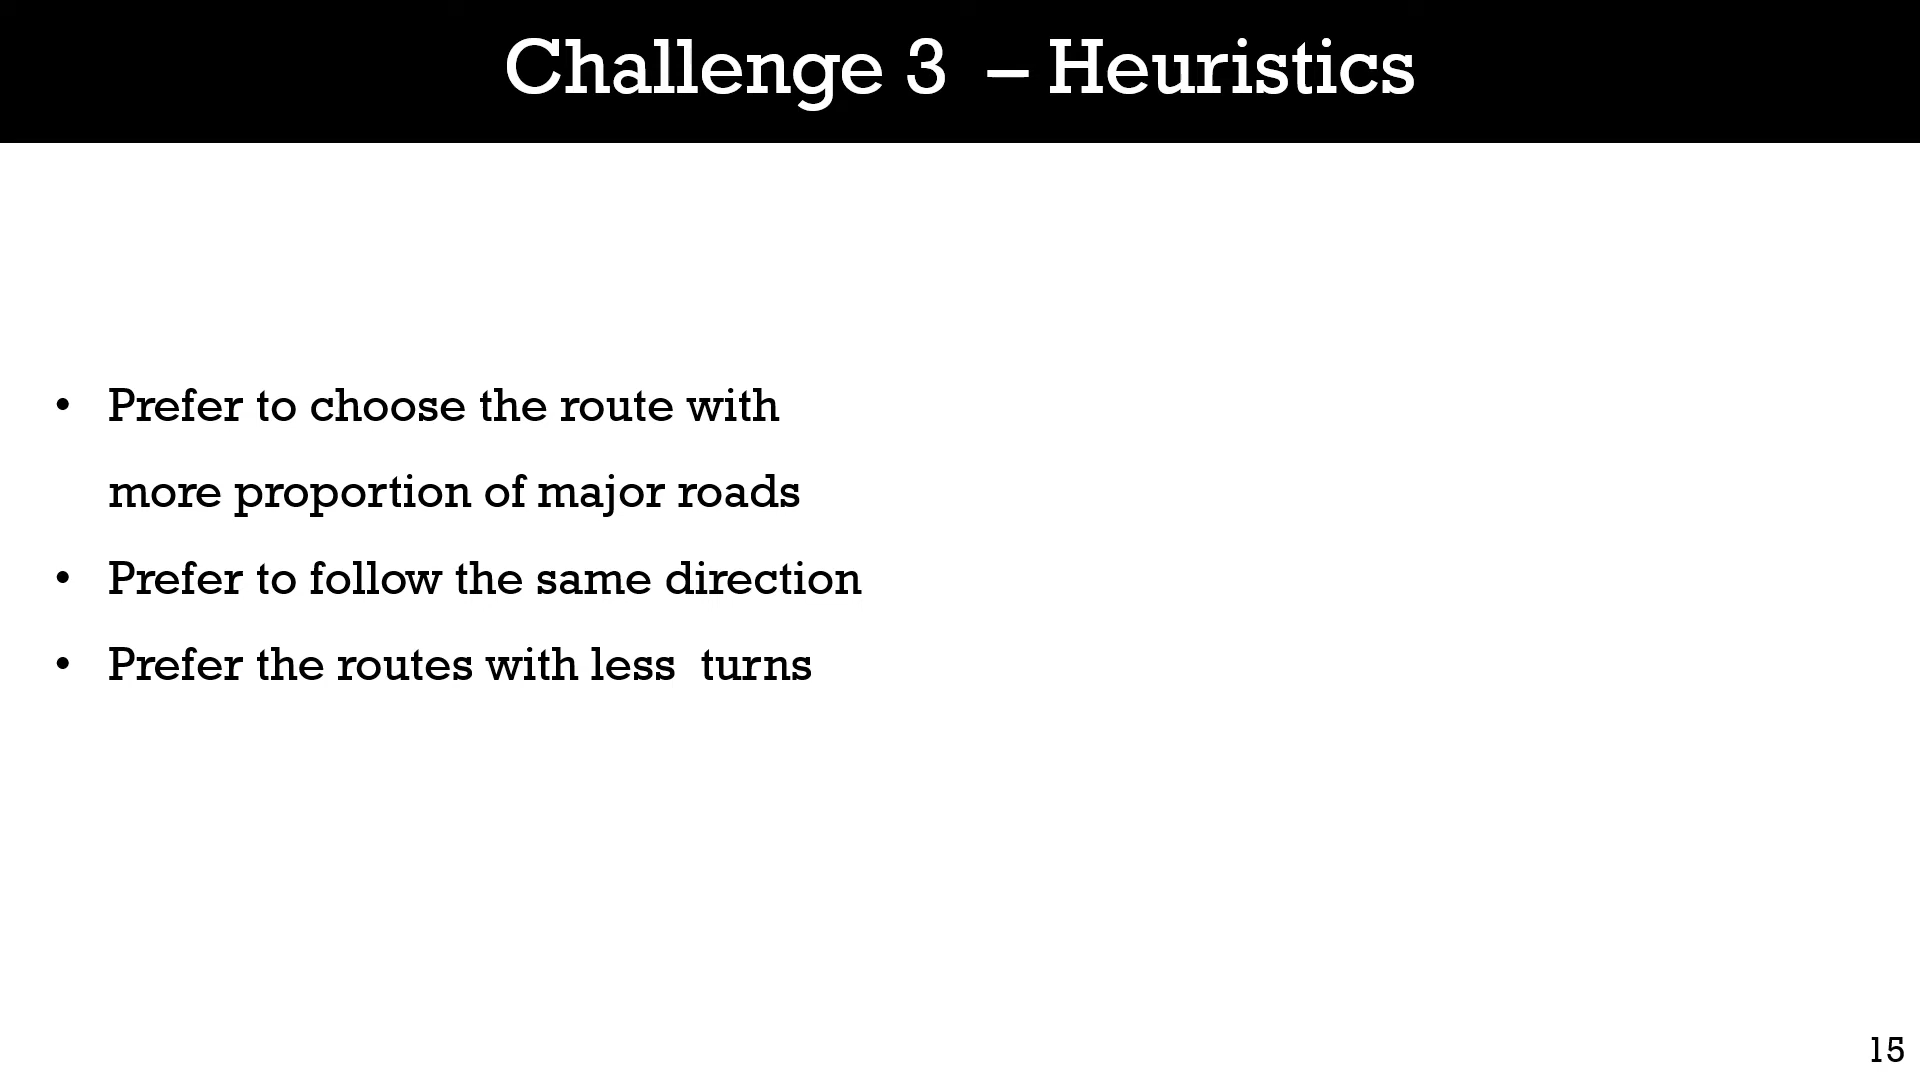 Challenge 3 – Heuristics
• Prefer to choose the route with
more proportion of major roads
• Prefer to follow the same direction
• Prefer the routes with less turns
15